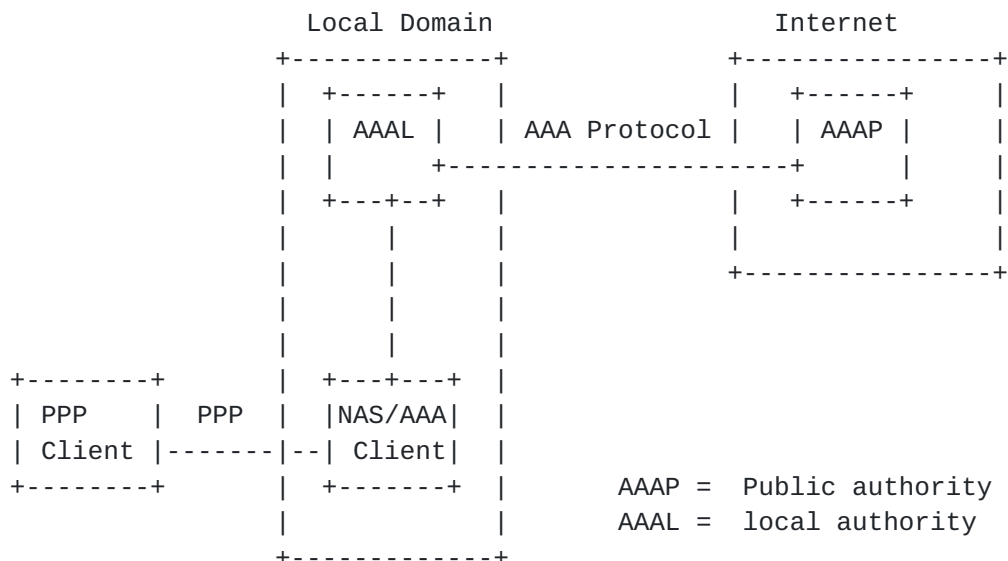 Local Domain Internet
AAAL AAA Protocol AAAP
PPP PPP NAS/AAA
Client Client
AAAP = Public authority
AAAL = local authority